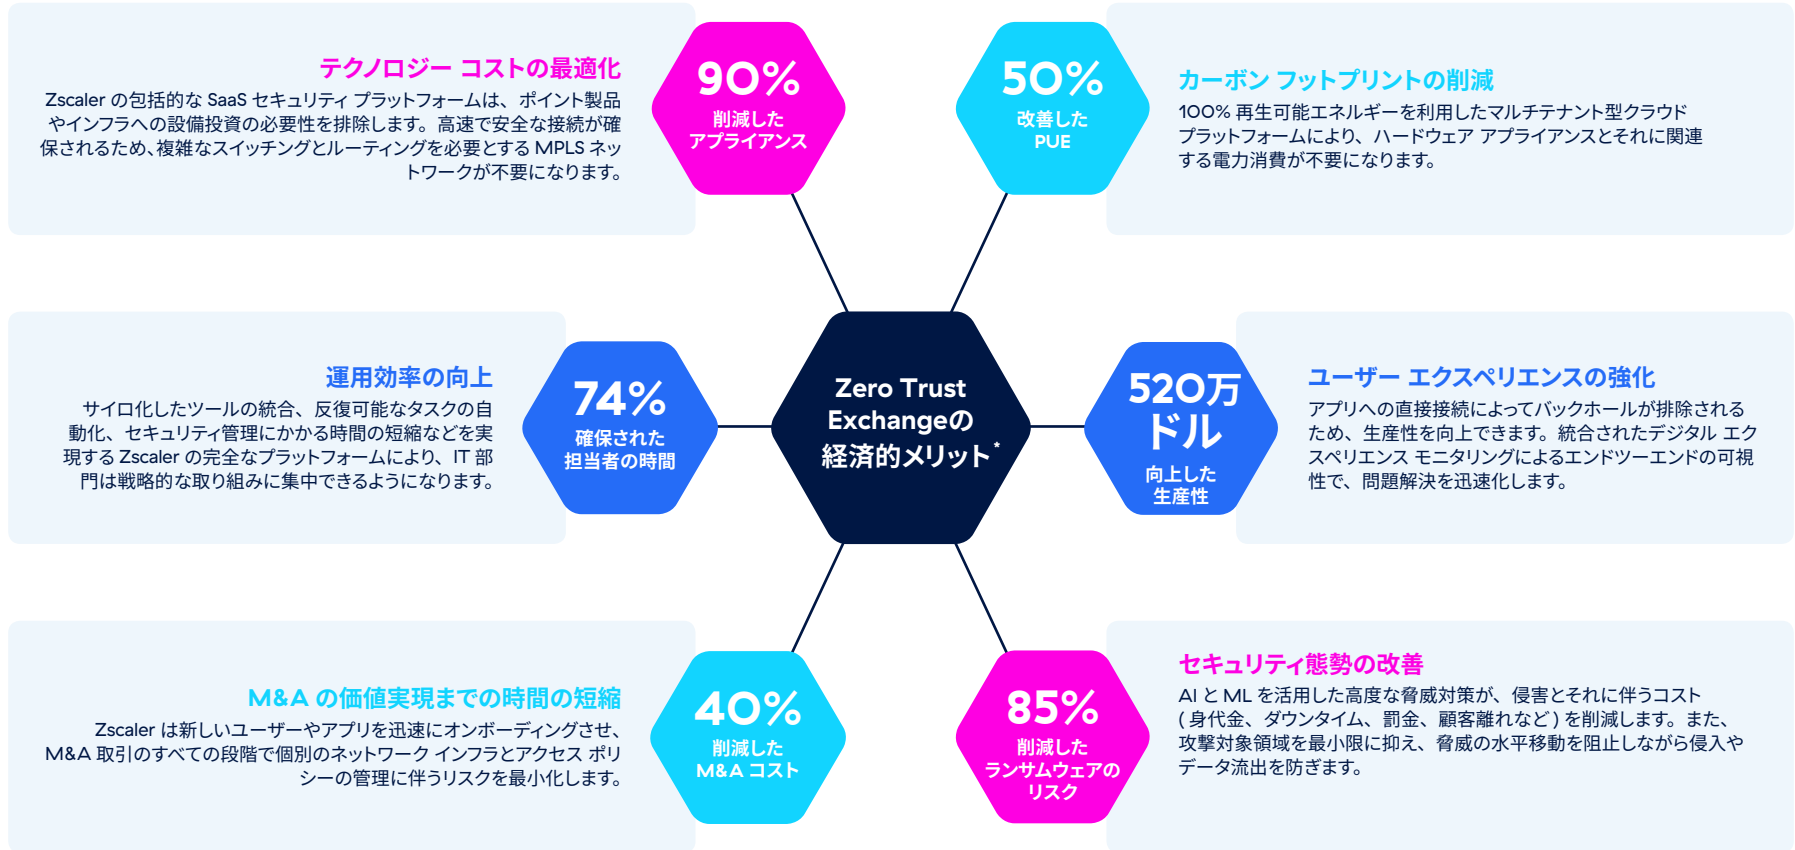 テクノロジー コストの最適化
Zscaler の包括的な SaaS セキュリティ プラットフォームは、ポイント製品
やインフラへの設備投資の必要性を排除します。高速で安全な接続が確
保されるため、複雑なスイッチングとルーティングを必要とする MPLS ネッ
トワークが不要になります。
90%
削減した
アプライアンス
50%
改善した
PUE
カーボン フットプリントの削減
100% 再生可能エネルギーを利用したマルチテナント型クラウド
プラットフォームにより、ハードウェア アプライアンスとそれに関連
する電力消費が不要になります。
運用効率の向上
サイロ化したツールの統合、反復可能なタスクの自
動化、セキュリティ管理にかかる時間の短縮などを実
現する Zscaler の完全なプラットフォームにより、IT 部
門は戦略的な取り組みに集中できるようになります。
74%
確保された
担当者の時間
Zero Trust
Exchangeの
経済的メリット*
520万
ドル
向上した
生産性
ユーザー エクスペリエンスの強化
アプリへの直接接続によってバックホールが排除される
ため、生産性を向上できます。統合されたデジタル エク
スペリエンス モニタリングによるエンドツーエンドの可視
性で、問題解決を迅速化します。
M&A の価値実現までの時間の短縮
Zscaler は新しいユーザーやアプリを迅速にオンボーディングさせ、
M&A 取引のすべての段階で個別のネットワーク インフラとアクセス ポリ
シーの管理に伴うリスクを最小化します。
40%
削減した
M&A コスト
85%
削減した
ランサムウェアの
リスク
セキュリティ態勢の改善
AI と ML を活用した高度な脅威対策が、侵害とそれに伴うコスト
( 身代金、ダウンタイム、罰金、顧客離れなど ) を削減します。また、
攻撃対象領域を最小限に抑え、脅威の水平移動を阻止しながら侵入や
データ流出を防ぎます。